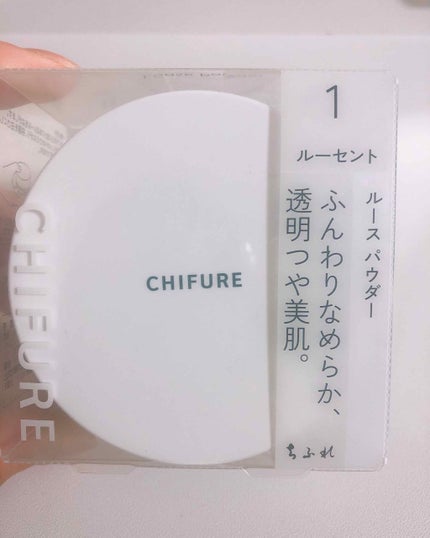 CHIFURE
CHIFURE
1
ルーセント
ルース パウダー
ふんわりなめらか、
透明つや美肌。
ちふれ